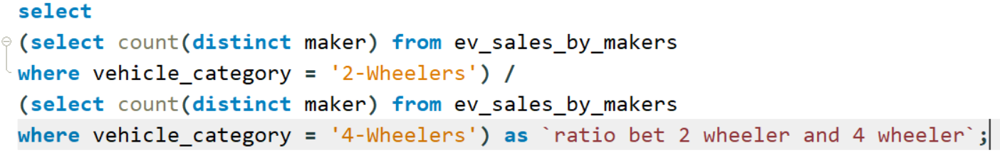 select
(select count(distinct maker) from ev_sales_by_makers
where vehicle_category = '2-Wheelers') /
(select count(distinct maker) from ev_sales_by_makers
where vehicle_category = '4-Wheelers') as `ratio bet 2 wheeler and 4 wheeler`;